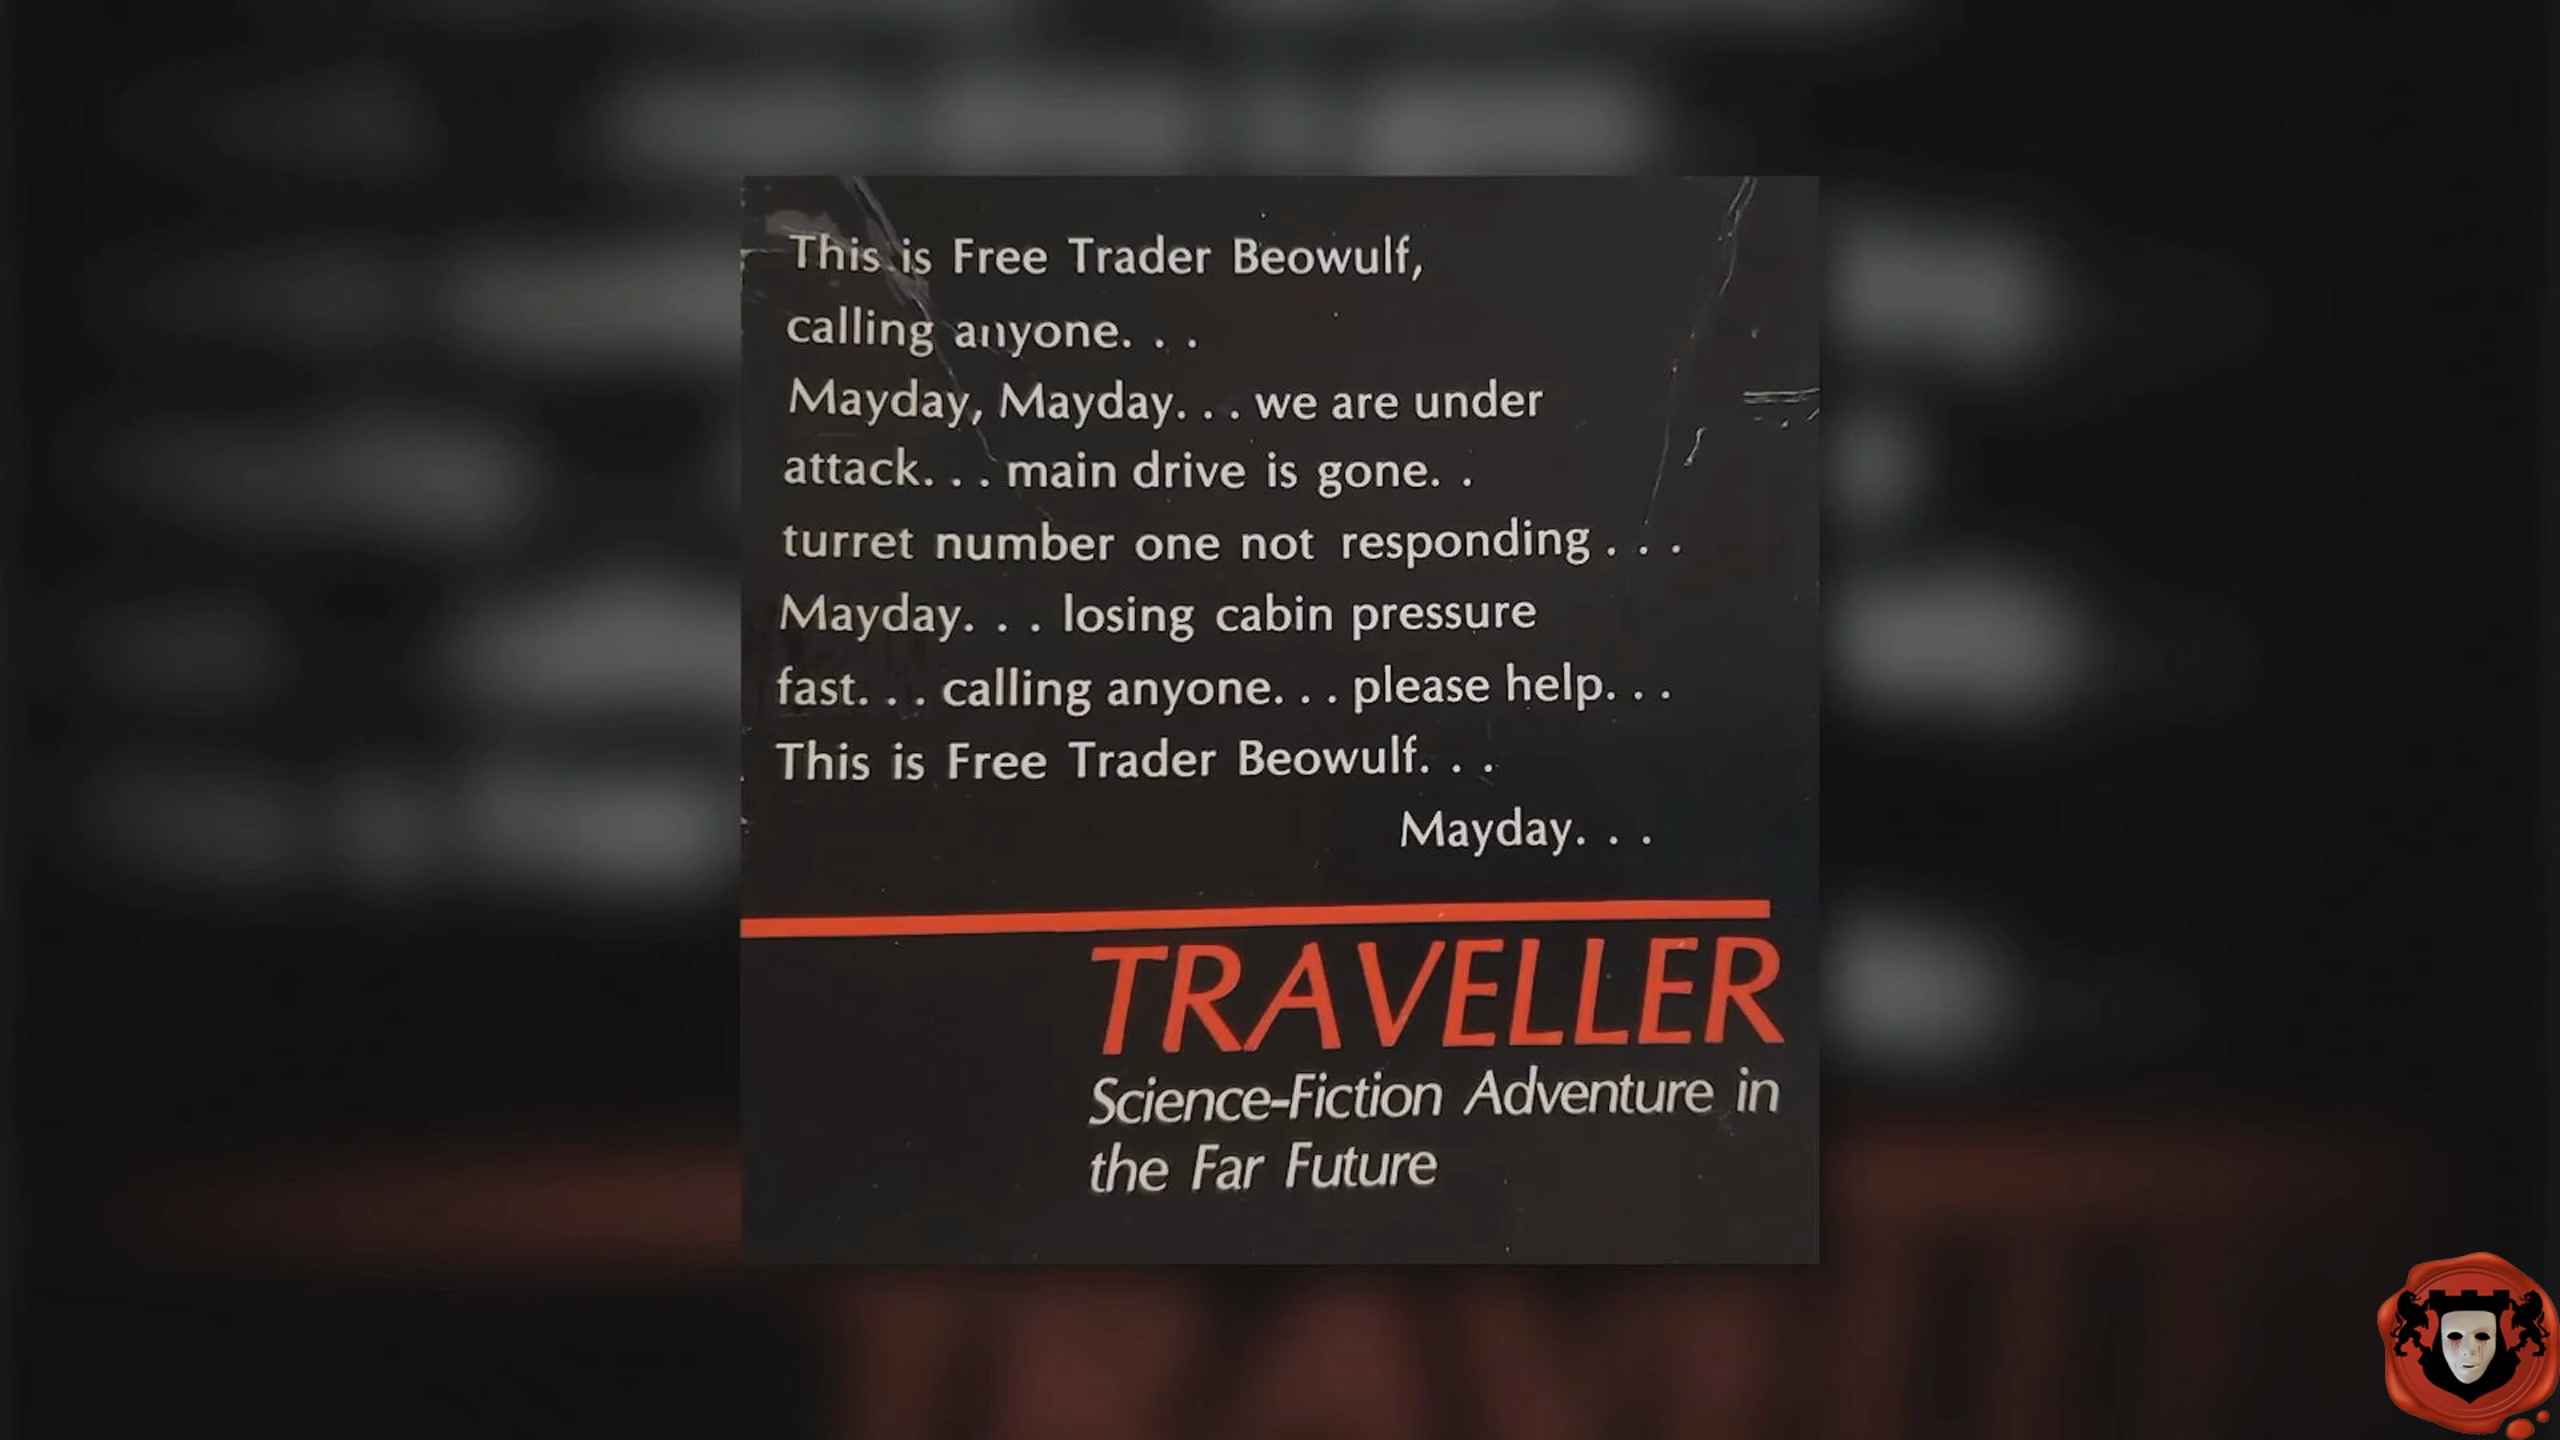 This is Free Trader Beowulf,
calling anyone. . .
Mayday, Mayday. . . we are under
attack. . . main drive is gone. .
turret number one not responding . . .
Mayday. . . losing cabin pressure
fast. . . calling anyone. . . please help. . .
This is Free Trader Beowulf. . .
Mayday. . .
TRAVELLER
Science-Fiction Adventure in
the Far Future